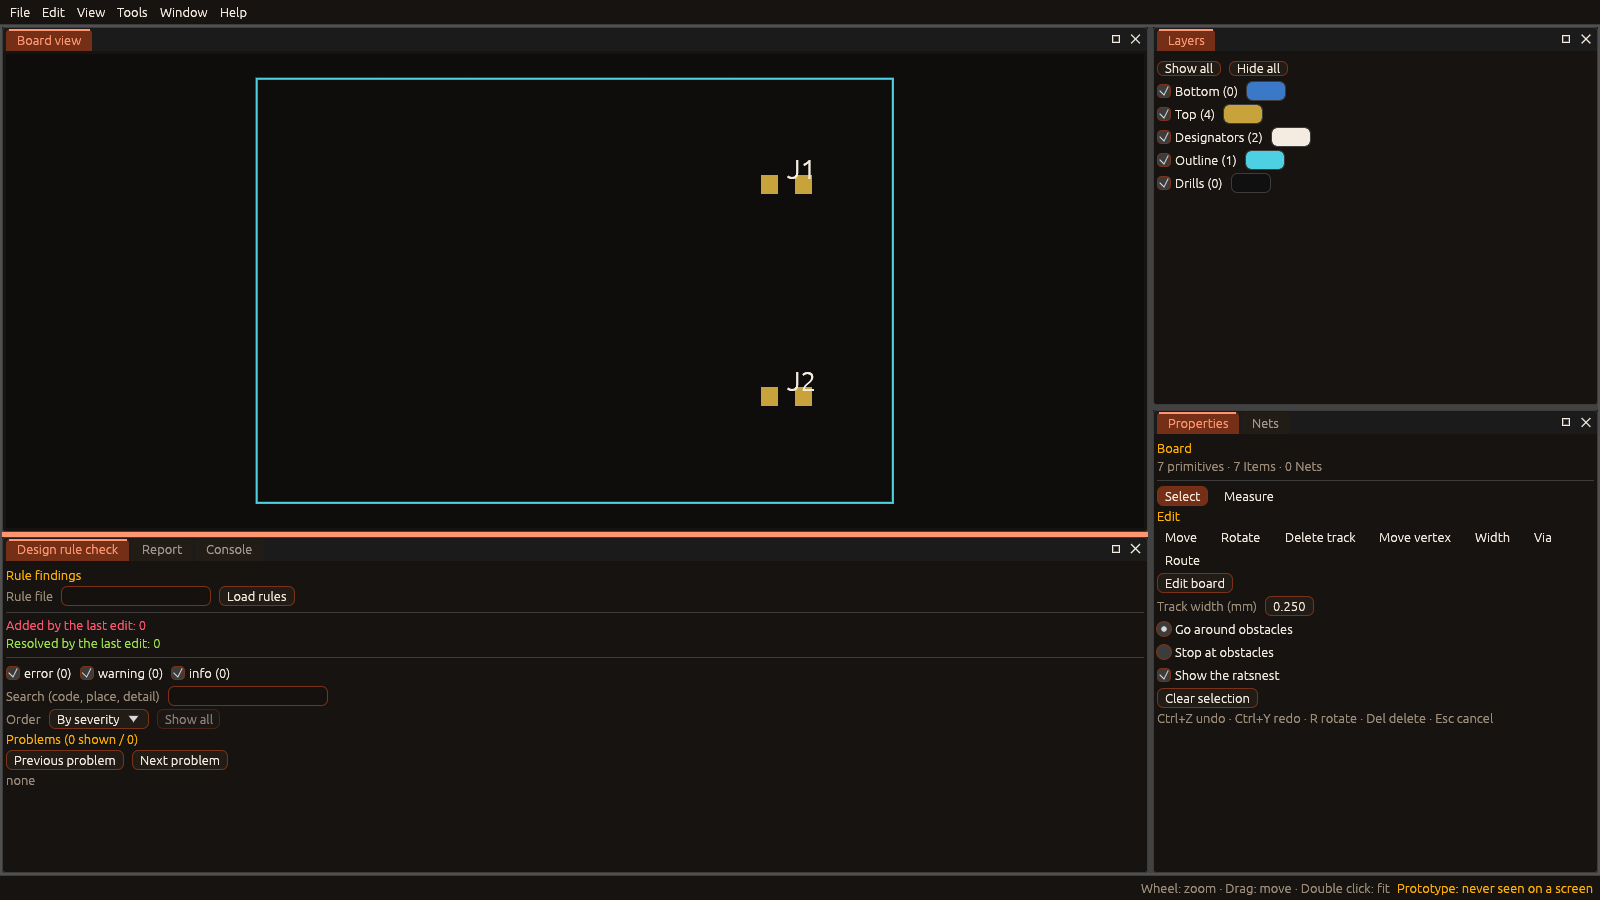 File Edit View Tools Window Help
Board view
J1
J2
Design rule check Report Console
Rule findings
Rule file Load rules
Added by the last edit: 0
Resolved by the last edit: 0
error (0) warning (0) info (0)
Search (code, place, detail)
Order By severity Show all
Problems (0 shown / 0)
Previous problem Next problem
none
Layers
Show all Hide all
Bottom (0)
Top (4)
Designators (2)
Outline (1)
Drills (0)
Properties Nets
Board
7 primitives · 7 Items · 0 Nets
Select Measure
Edit
Move Rotate Delete track Move vertex Width Via
Route
Edit board
Track width (mm) 0.250
Go around obstacles
Stop at obstacles
Show the ratsnest
Clear selection
Ctrl+Z undo · Ctrl+Y redo · R rotate · Del delete · Esc cancel
Wheel: zoom · Drag: move · Double click: fit Prototype: never seen on a screen